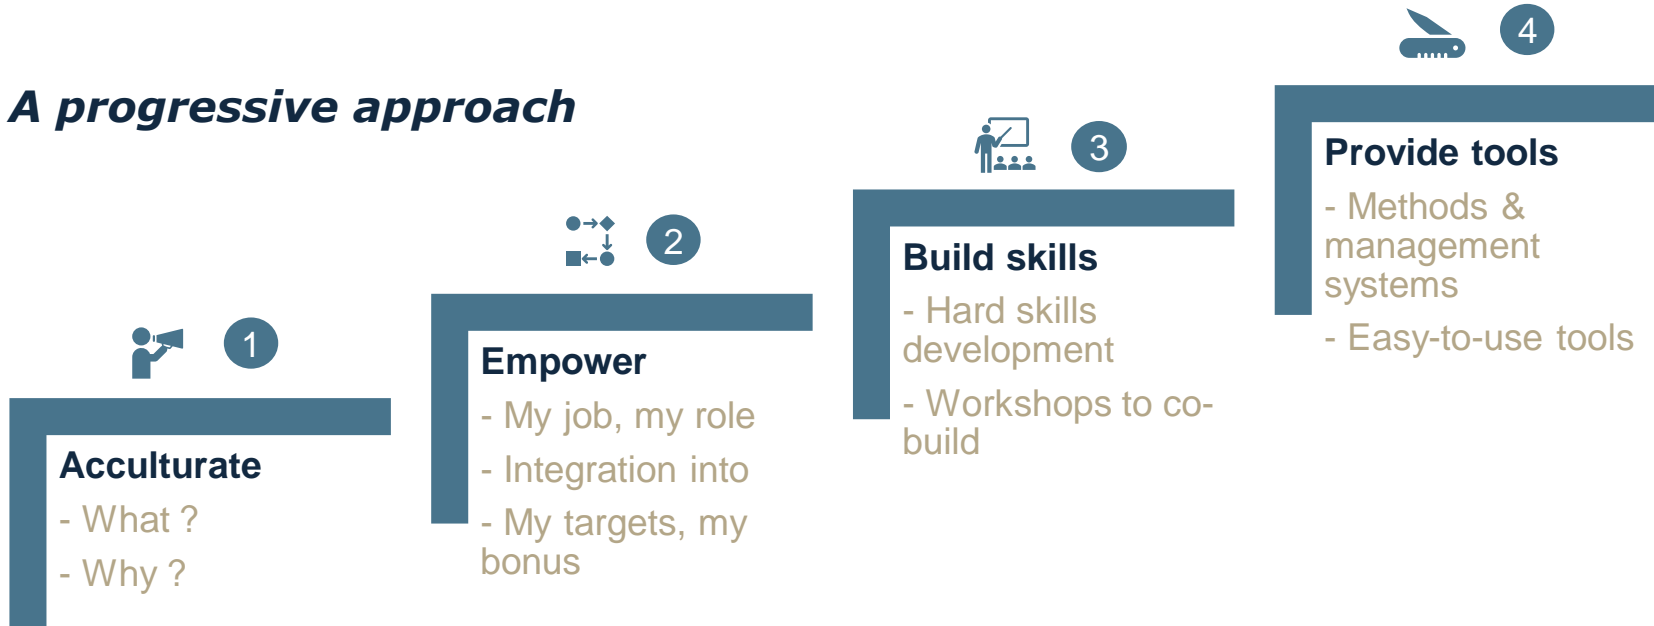 A progressive approach
1
Acculturate
- What ?
- Why ?
2
Empower
- My job, my role
- Integration into
- My targets, my
bonus
3
Build skills
- Hard skills
development
- Workshops to co-
build
4
Provide tools
- Methods &
management
systems
- Easy-to-use tools